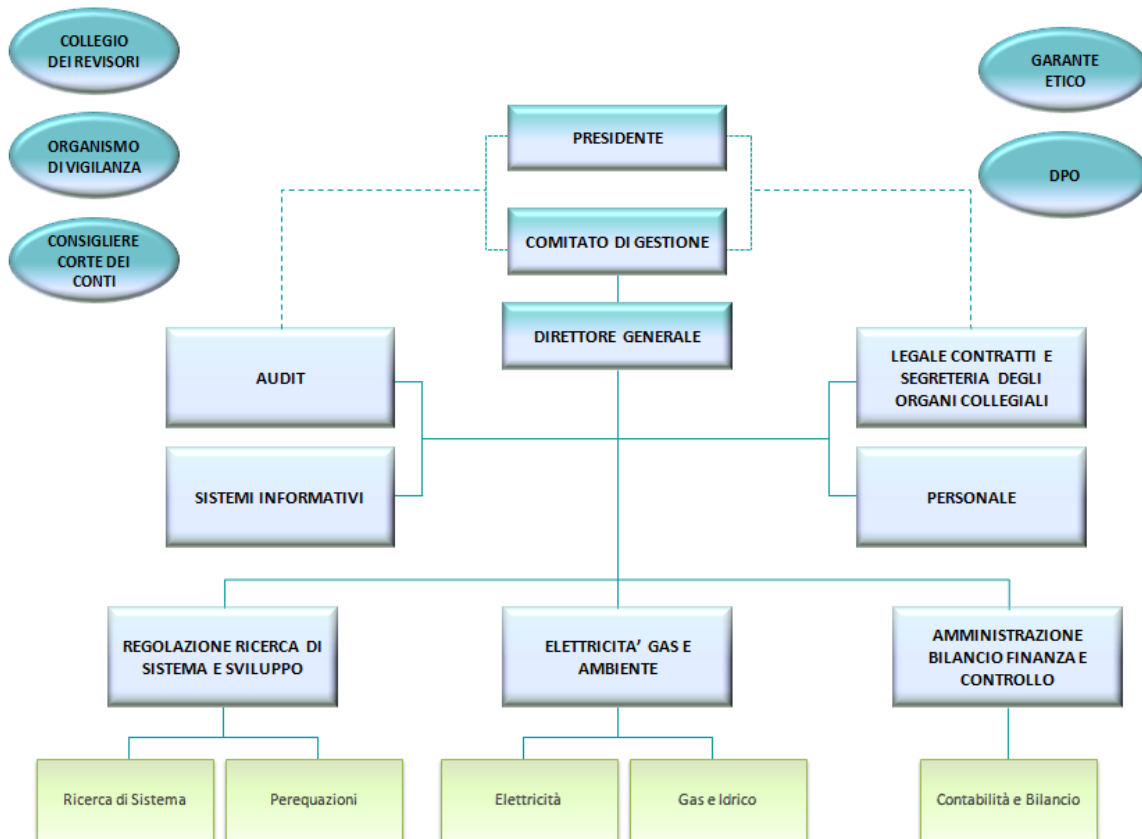 COLLEGIO
DEI REVISORI
GARANTE
ETICO
PRESIDENTE
ORGANISMO
DI VIGILANZA
DPO
COMITATO DI GESTIONE
CONSIGLIERE
CORTE DEI
CONTI
DIRETTORE GENERALE
AUDIT
LEGALE CONTRATTI E
SEGRETERIA DEGLI
ORGANI COLLEGIALI
SISTEMI INFORMATIVI
PERSONALE
REGOLAZIONE RICERCA DI
SISTEMA E SVILUPPO
ELETTRICITA’ GAS E
AMBIENTE
AMMINISTRAZIONE
BILANCIO FINANZA E
CONTROLLO
Ricerca di Sistema
Perequazioni
Elettricità
Gas e Idrico
Contabilità e Bilancio